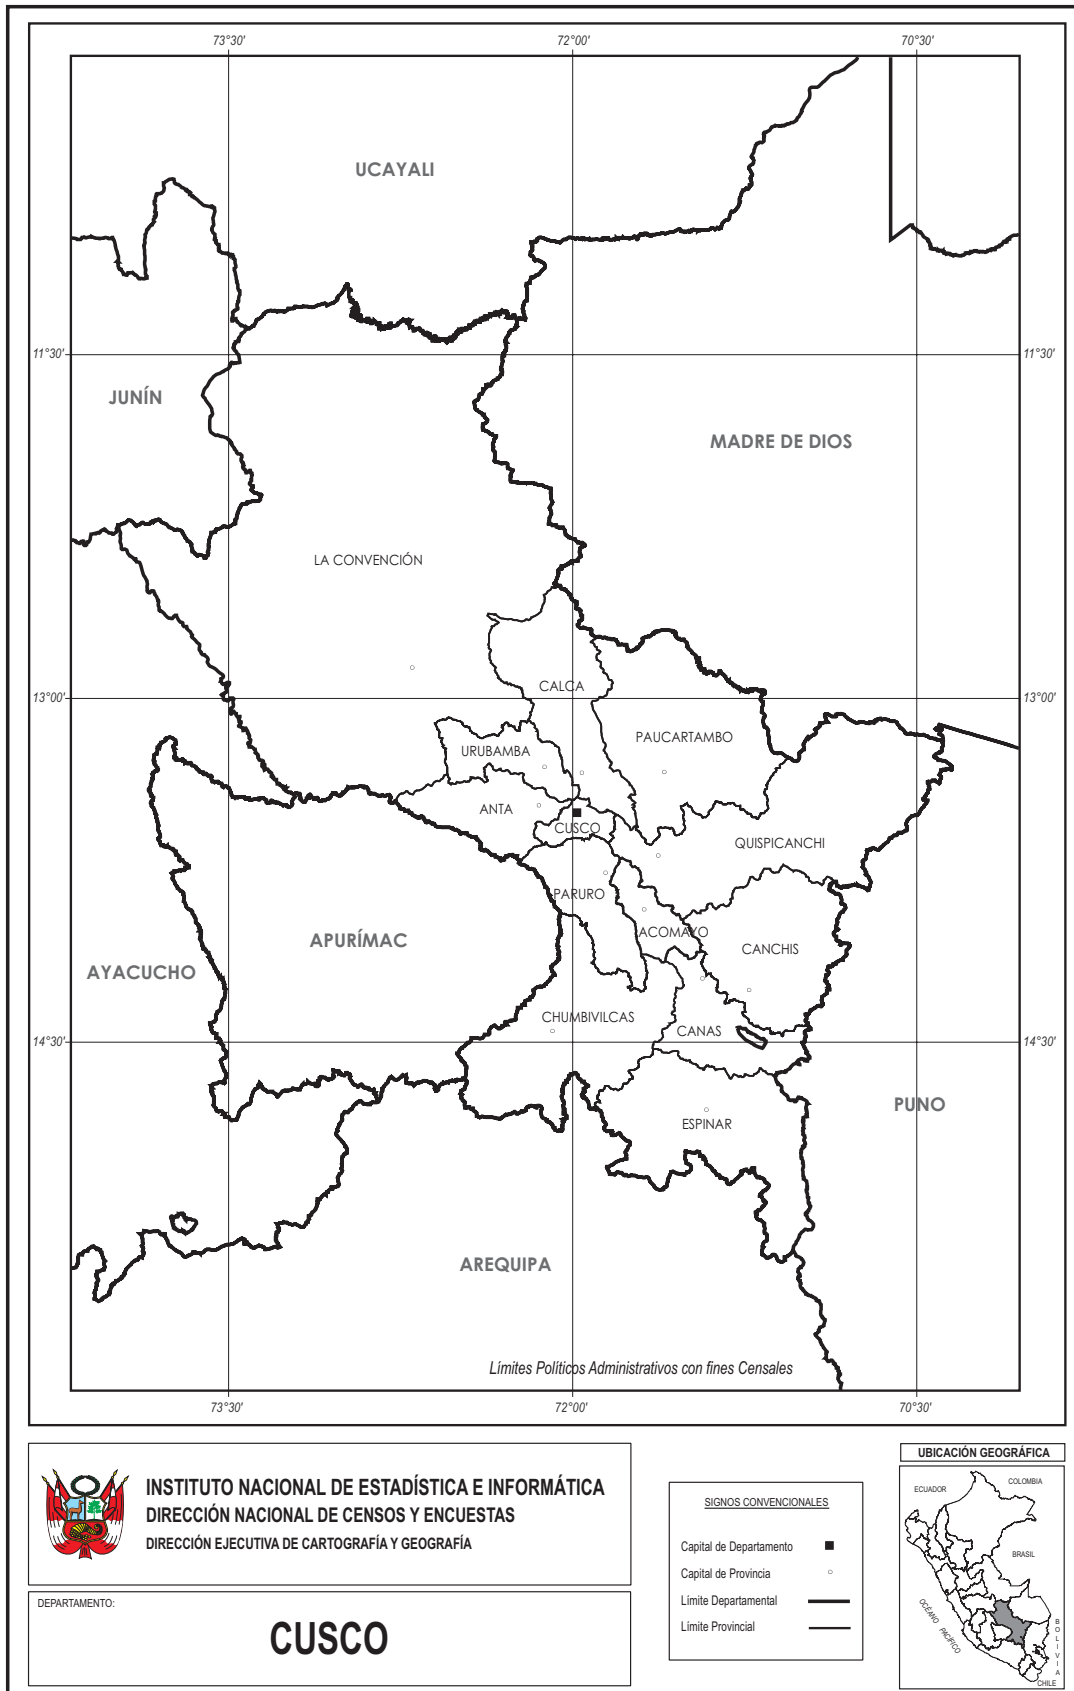 73°30'
72°00'
70°30'
UCAYALI
11°30'
11°30'
JUNÍN
MADRE DE DIOS
LA CONVENCIÓN
CALCA
13°00'
13°00'
PAUCARTAMBO
URUBAMBA
ANTA
CUSCO
QUISPICANCHI
PARURO
ACOMAYO
APURÍMAC
CANCHIS
AYACUCHO
CHUMBIVILCAS
CANAS
14°30'
14°30'
PUNO
ESPINAR
AREQUIPA
Límites Políticos Administrativos con fines Censales
73°30'
72°00'
70°30'
INSTITUTO NACIONAL DE ESTADÍSTICA E INFORMÁTICA
DIRECCIÓN NACIONAL DE CENSOS Y ENCUESTAS
DIRECCIÓN EJECUTIVA DE CARTOGRAFÍA Y GEOGRAFÍA
DEPARTAMENTO:
CUSCO
SIGNOS CONVENCIONALES
Capital de Departamento
Capital de Provincia
Límite Departamental
Límite Provincial
UBICACIÓN GEOGRÁFICA
ECUADOR
COLOMBIA
BRASIL
OCÉANO PACÍFICO
BOLIVIA
CHILE